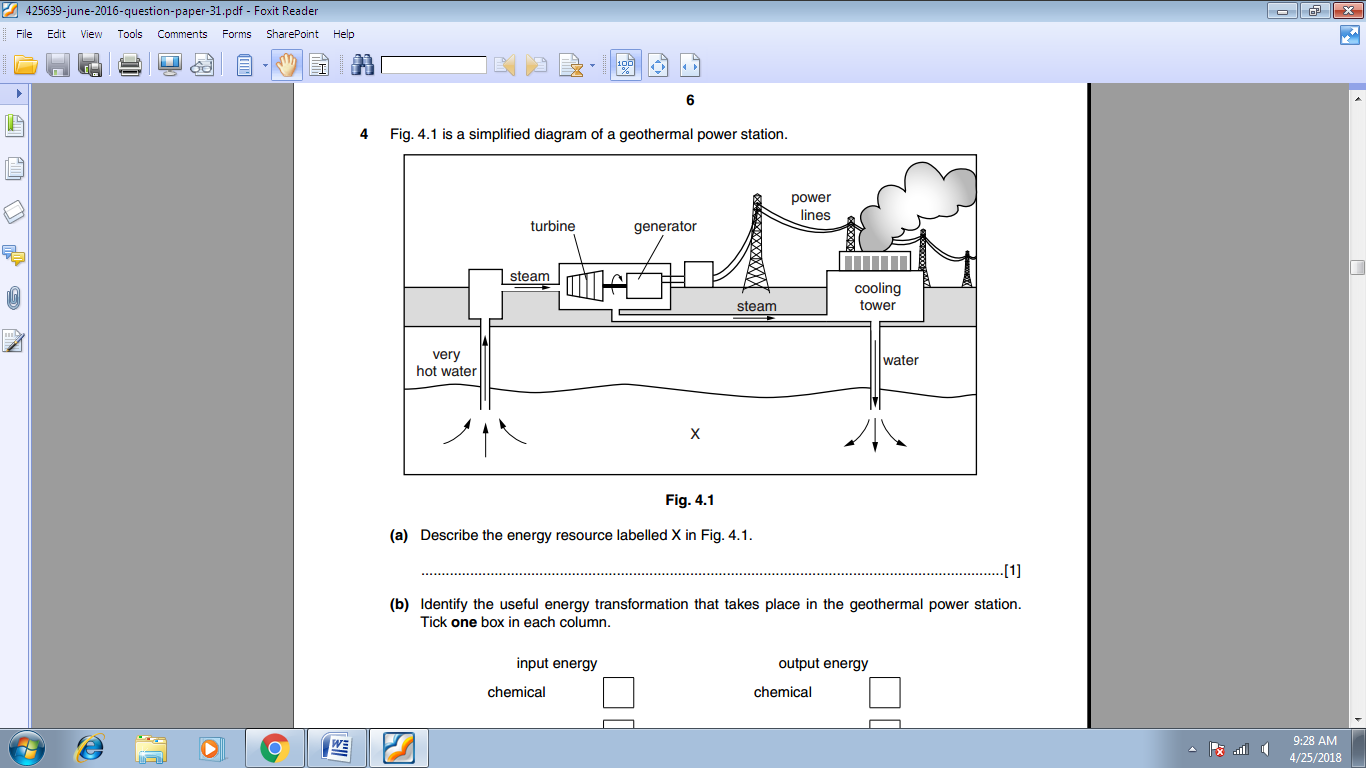 425639-june-2016-question-paper-31.pdf - Foxit Reader
File Edit View Tools Comments Forms SharePoint Help
100%
6
4 Fig. 4.1 is a simplified diagram of a geothermal power station.
power
lines
turbine
generator
steam
cooling
tower
steam
very
hot water
water
X
Fig. 4.1
(a) Describe the energy resource labelled X in Fig. 4.1.
..................................................................................................................................................[1]
(b) Identify the useful energy transformation that takes place in the geothermal power station.
Tick one box in each column.
input energy output energy
chemical chemical
9:28 AM
4/25/2018